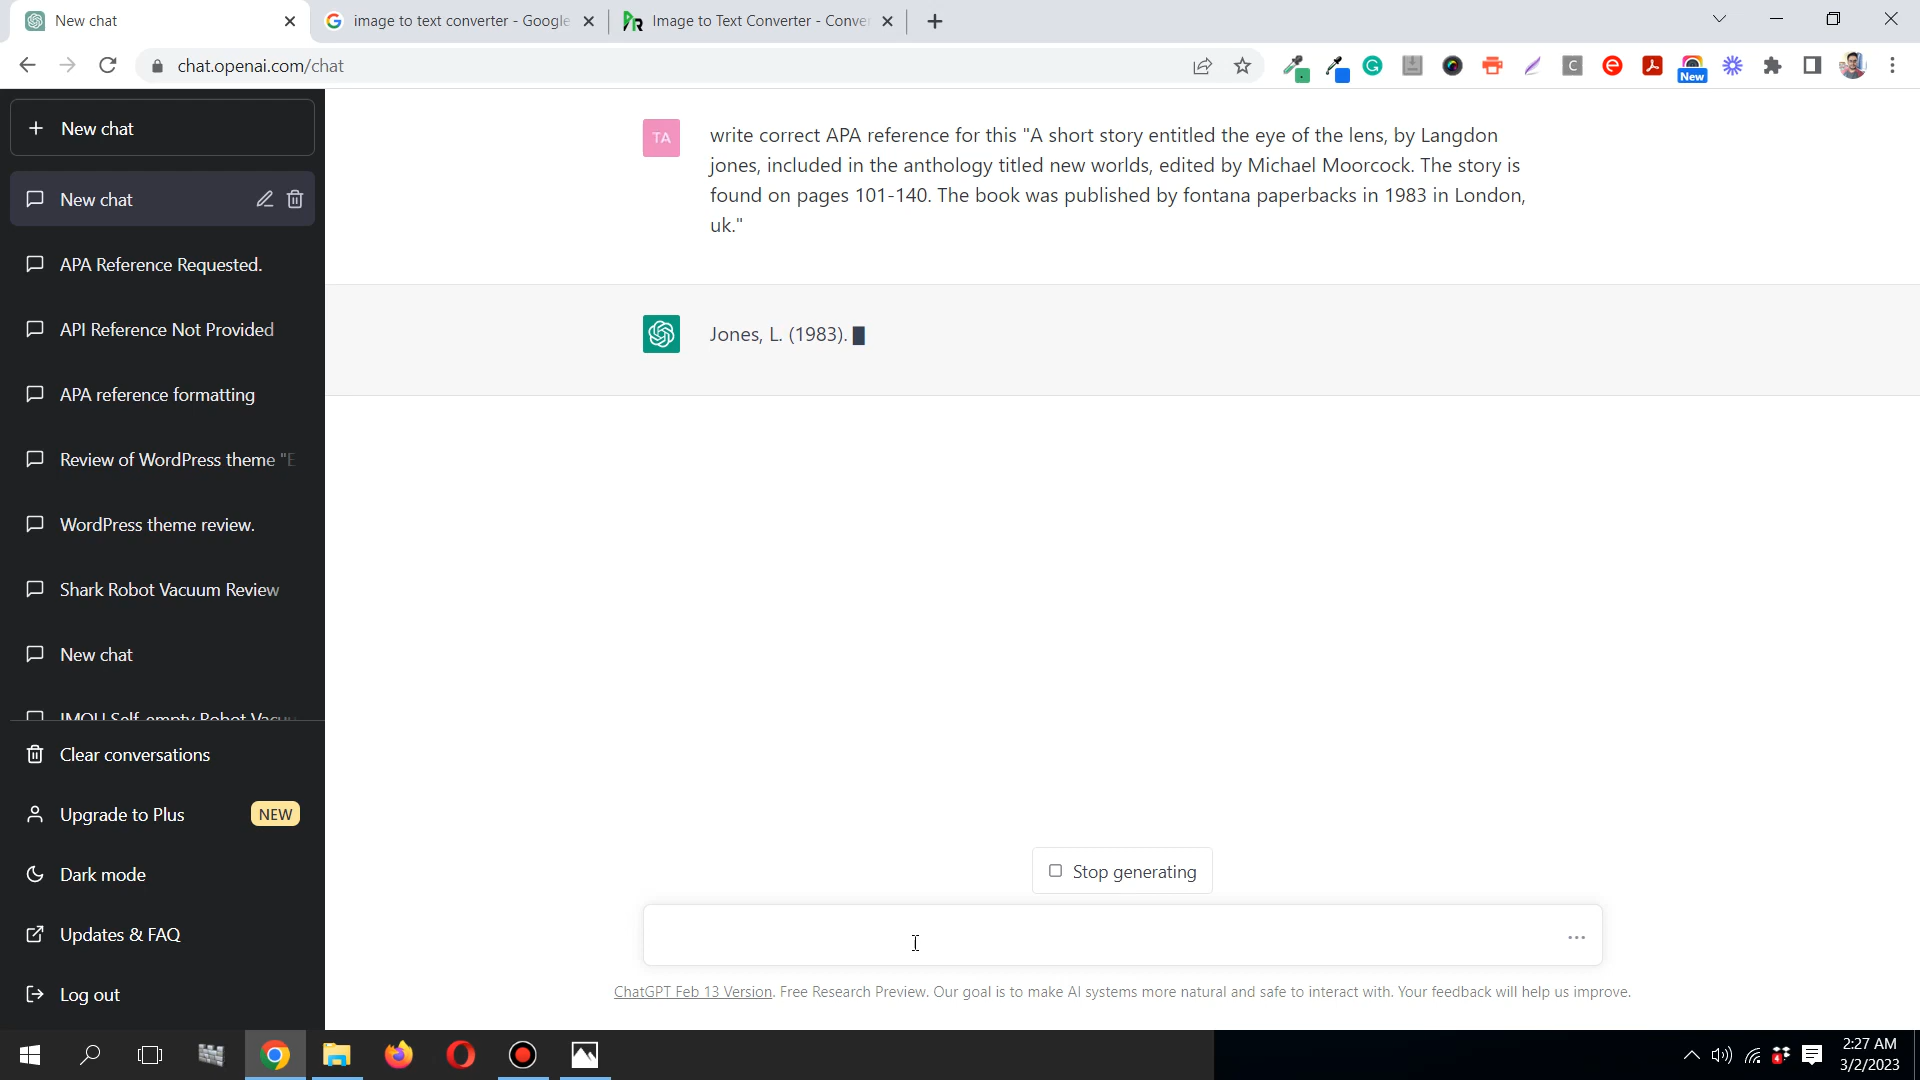 New chat
image to text converter - Google
Image to Text Converter - Conver
chat.openai.com/chat
New
New chat
New chat
APA Reference Requested.
API Reference Not Provided
APA reference formatting
Review of WordPress theme "E
WordPress theme review.
Shark Robot Vacuum Review
New chat
IMOU Self-empty Robot Vacuu
Clear conversations
Upgrade to Plus
NEW
Dark mode
Updates & FAQ
Log out
TA
write correct APA reference for this "A short story entitled the eye of the lens, by Langdon
jones, included in the anthology titled new worlds, edited by Michael Moorcock. The story is
found on pages 101-140. The book was published by fontana paperbacks in 1983 in London,
uk."
Jones, L. (1983).
Stop generating
ChatGPT Feb 13 Version. Free Research Preview. Our goal is to make AI systems more natural and safe to interact with. Your feedback will help us improve.
2:27 AM
3/2/2023